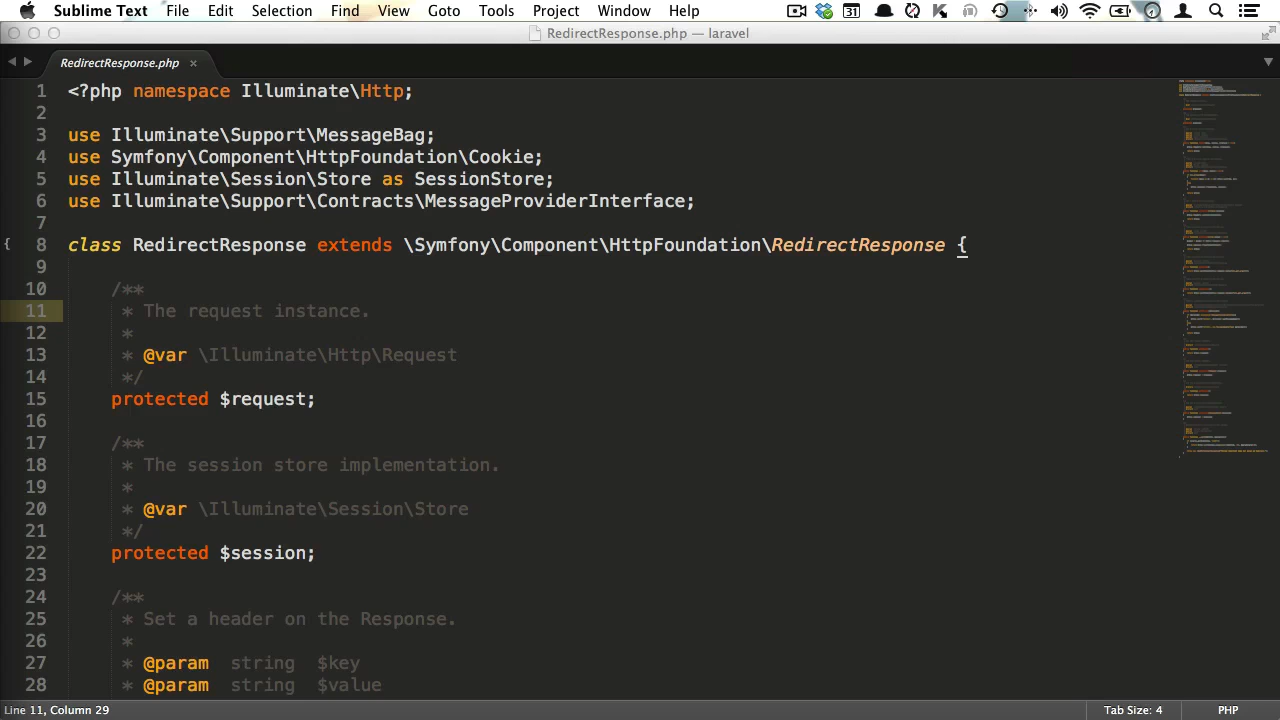 Sublime Text File Edit Selection Find View Goto Tools Project Window Help
RedirectResponse.php — laravel
RedirectResponse.php ×
1 <?php namespace Illuminate\Http;
2
3 use Illuminate\Support\MessageBag;
4 use Symfony\Component\HttpFoundation\Cookie;
5 use Illuminate\Session\Store as SessionStore;
6 use Illuminate\Support\Contracts\MessageProviderInterface;
7
8 class RedirectResponse extends \Symfony\Component\HttpFoundation\RedirectResponse {
9
10 /**
11 * The request instance.
12 *
13 * @var \Illuminate\Http\Request
14 */
15 protected $request;
16
17 /**
18 * The session store implementation.
19 *
20 * @var \Illuminate\Session\Store
21 */
22 protected $session;
23
24 /**
25 * Set a header on the Response.
26 *
27 * @param string $key
28 * @param string $value
Line 11, Column 29 Tab Size: 4 PHP